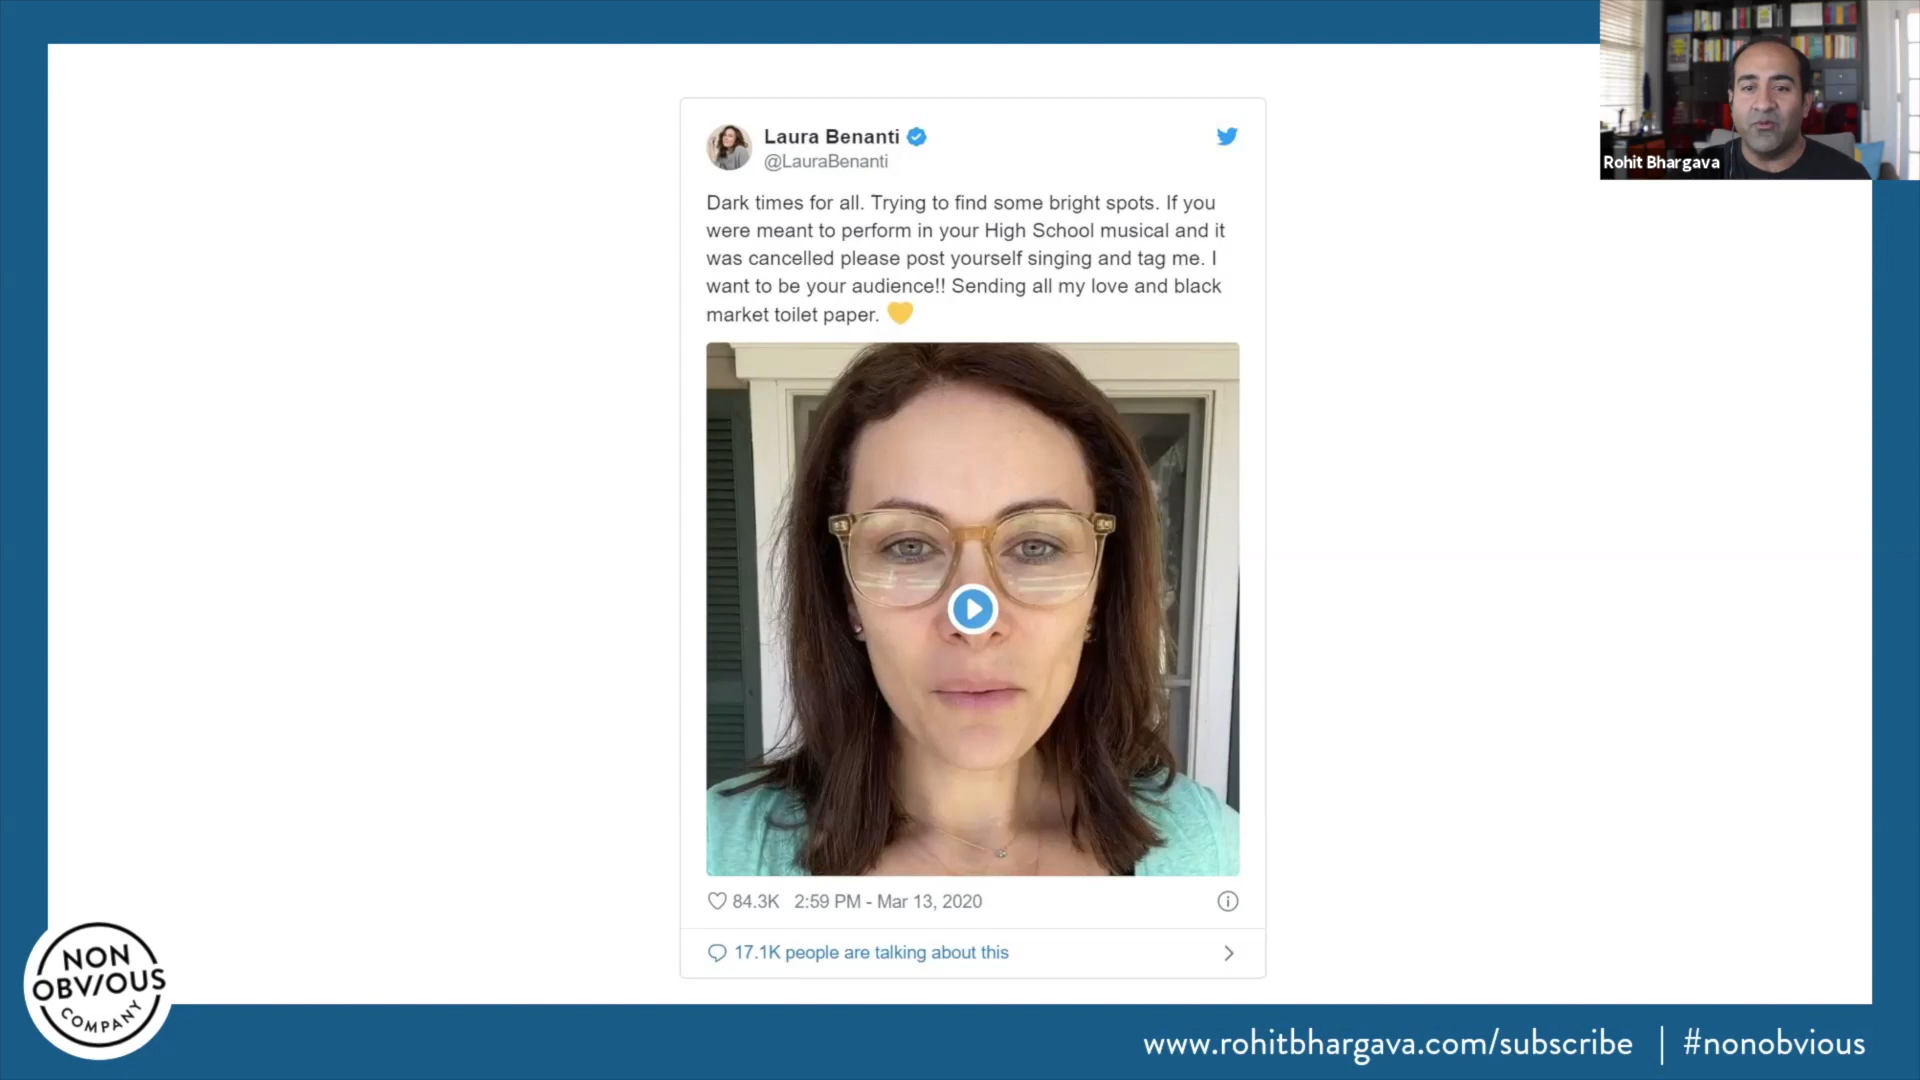 Rohit Bhargava
Laura Benanti
@LauraBenanti
Dark times for all. Trying to find some bright spots. If you
were meant to perform in your High School musical and it
was cancelled please post yourself singing and tag me. I
want to be your audience!! Sending all my love and black
market toilet paper. 💛
84.3K 2:59 PM - Mar 13, 2020
17.1K people are talking about this
NON
OBV/OUS
COMPANY
www.rohitbhargava.com/subscribe | #nonobvious